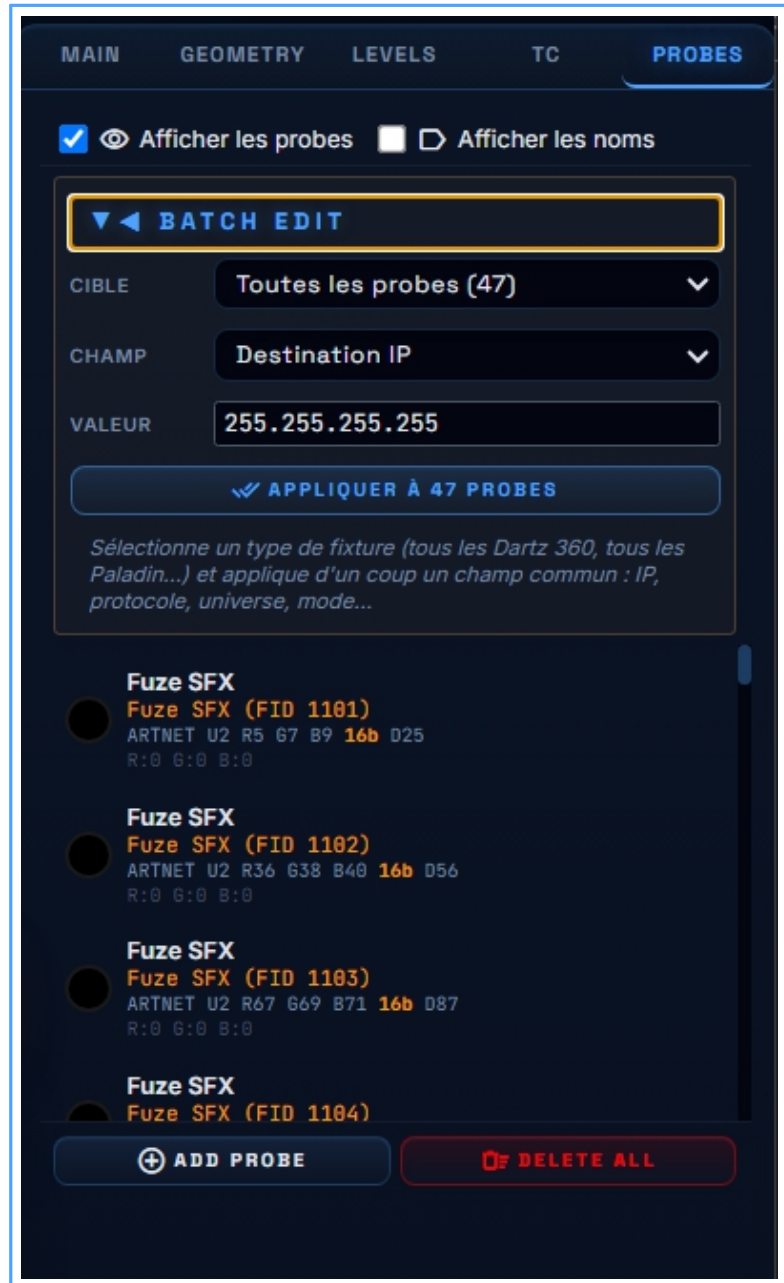 MAIN GEOMETRY LEVELS TC PROBES
Afficher les probes Afficher les noms
▼◀ BATCH EDIT
CIBLE Toutes les probes (47)
CHAMP Destination IP
VALEUR 255.255.255.255
APPLIQUER À 47 PROBES
Sélectionne un type de fixture (tous les Dartz 360, tous les
Paladin...) et applique d'un coup un champ commun : IP,
protocole, universe, mode...
Fuze SFX
Fuze SFX (FID 1101)
ARTNET U2 R5 G7 B9 16b D25
R:0 G:0 B:0
Fuze SFX
Fuze SFX (FID 1102)
ARTNET U2 R36 G38 B40 16b D56
R:0 G:0 B:0
Fuze SFX
Fuze SFX (FID 1103)
ARTNET U2 R67 G69 B71 16b D87
R:0 G:0 B:0
Fuze SFX
Fuze SFX (FID 1104)
ADD PROBE DELETE ALL